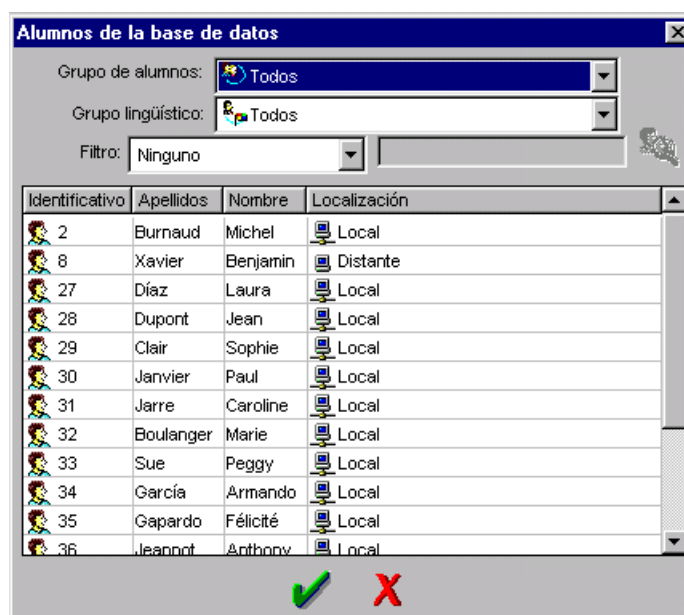 Alumnos de la base de datos
Grupo de alumnos: Todos
Grupo lingüístico: Todos
Filtro: Ninguno
Identificativo Apellidos Nombre Localización
2 Burnaud Michel Local
8 Xavier Benjamin Distante
27 Díaz Laura Local
28 Dupont Jean Local
29 Clair Sophie Local
30 Janvier Paul Local
31 Jarre Caroline Local
32 Boulanger Marie Local
33 Sue Peggy Local
34 García Armando Local
35 Gapardo Félicité Local
36 Jeannot Anthony Local